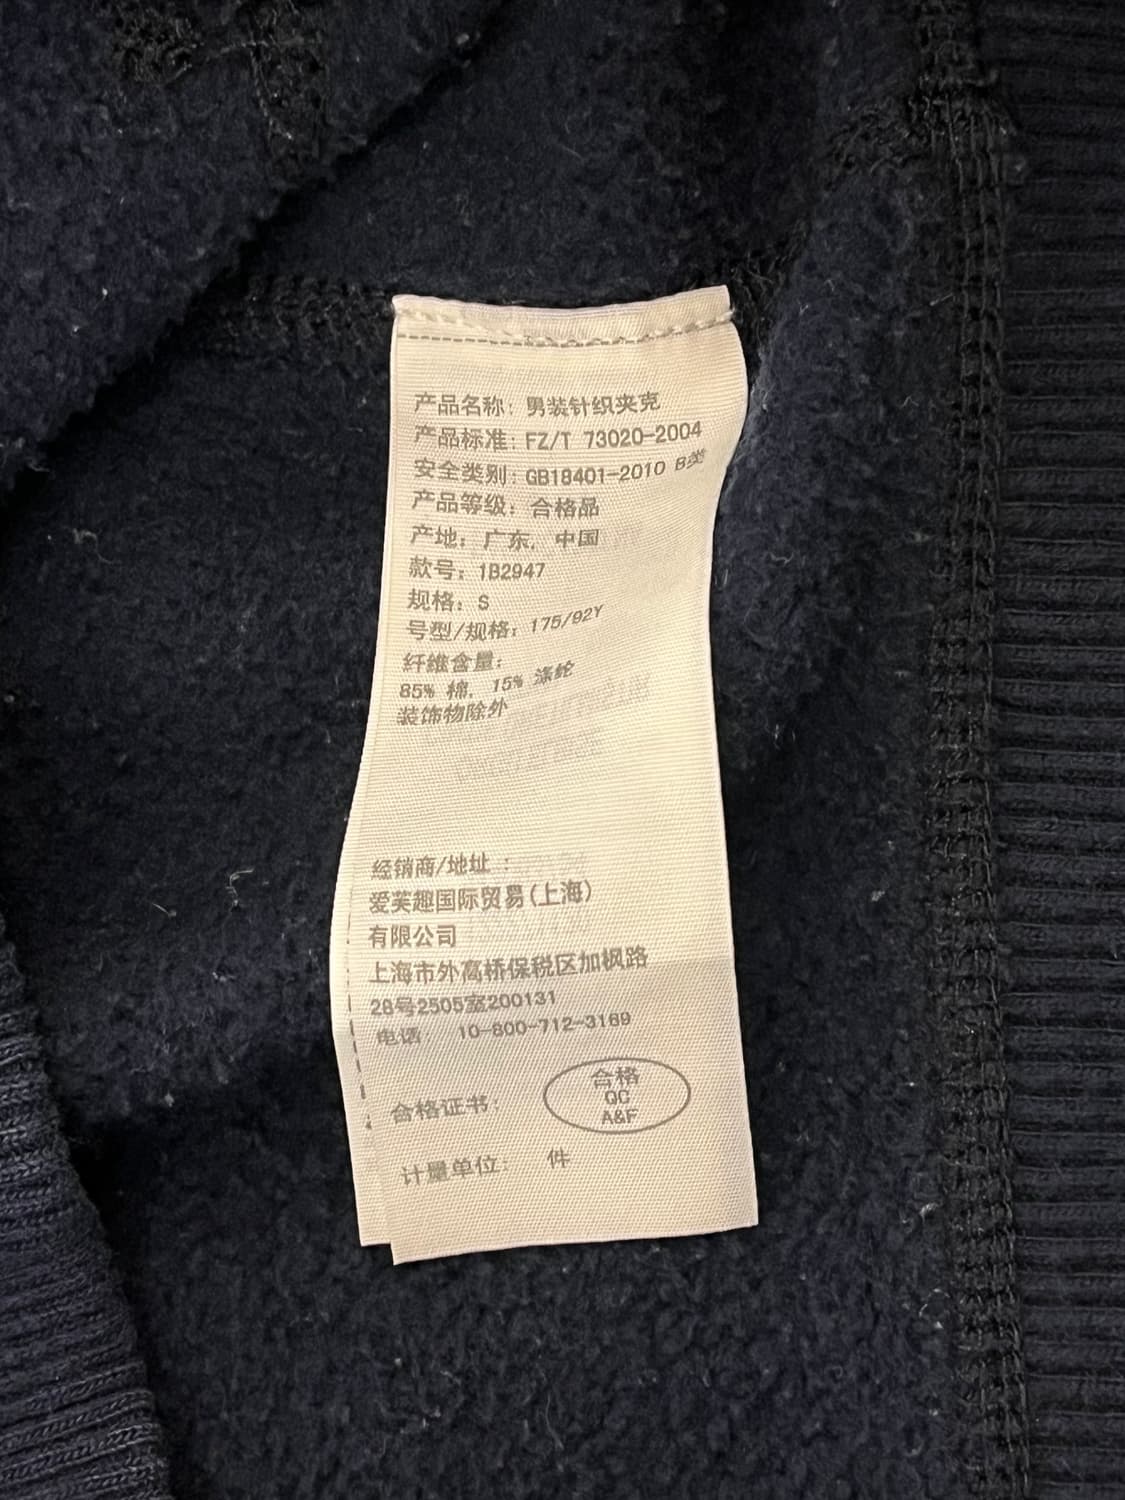 产品名称: 男装针织夹克
产品标准: FZ/T 73020-2004
安全类别: GB18401-2010 B类
产品等级: 合格品
产地: 广东, 中国
款号: 1B2947
规格: S
号型/规格: 175/92Y
纤维含量:
85% 棉, 15% 涤纶
装饰物除外
经销商/地址 :
爱芙趣国际贸易(上海)
有限公司
上海市外高桥保税区加枫路
28号2505室200131
电话: 10-800-712-3169
合格
合格证书: QC
A&F
计量单位: 件